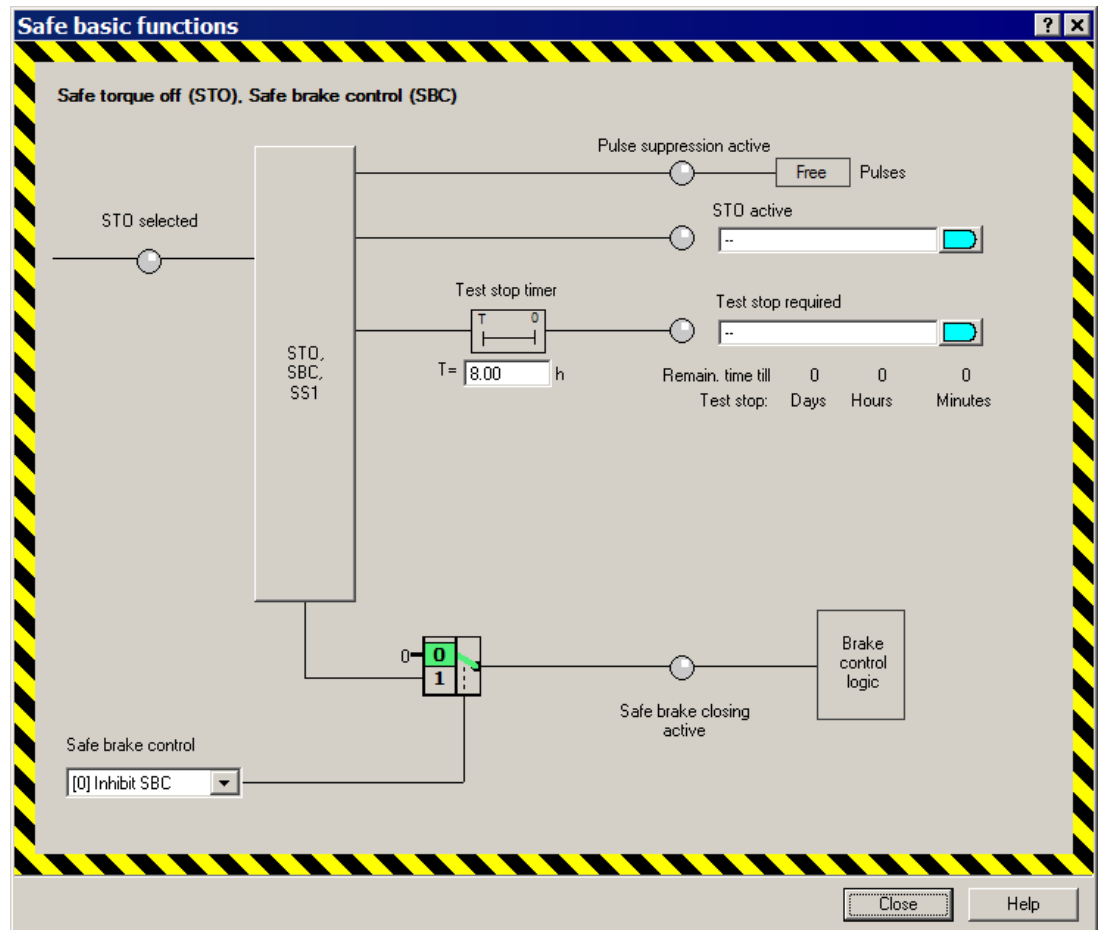 Safe basic functions
Safe torque off (STO), Safe brake control (SBC)
Pulse suppression active
Free Pulses
STO selected
STO active
--
Test stop timer
T 0
T= 8.00 h
Test stop required
--
Remain. time till 0 0 0
Test stop: Days Hours Minutes
STO,
SBC,
SS1
0 0
1
Brake
control
logic
Safe brake closing
active
Safe brake control
[0] Inhibit SBC
Close Help